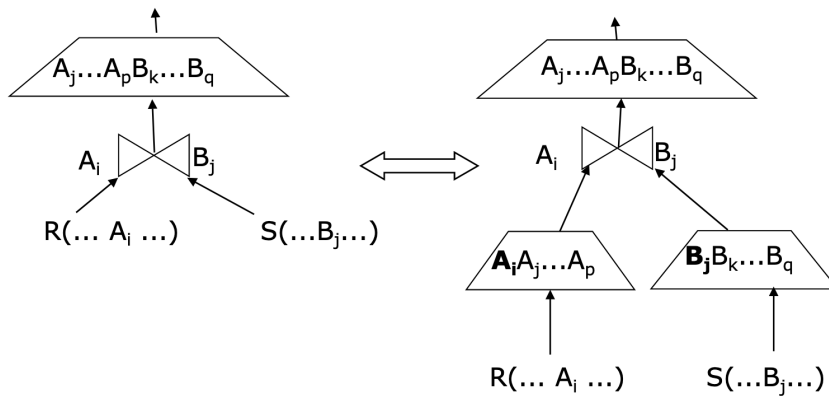 Aj...ApBk...Bq
Aj...ApBk...Bq
Ai
Bj
Ai
Bj
R(... Ai ...)
S(...Bj...)
AiAj...Ap
BjBk...Bq
R(... Ai ...)
S(...Bj...)